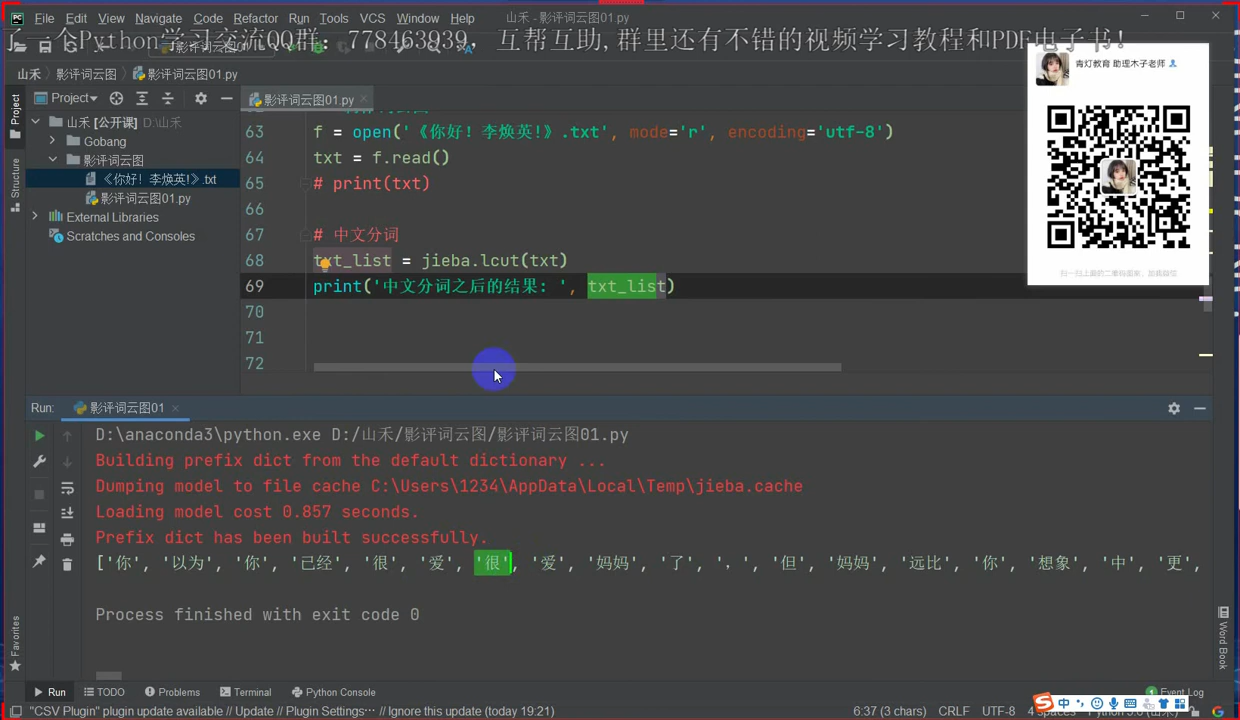 File Edit View Navigate Code Refactor Run Tools VCS Window Help 山禾 - 影评词云图01.py
了一个Python学习交流QQ群：778463939，互帮互助,群里还有不错的视频学习教程和PDF电子书!
山禾 影评词云图 影评词云图01.py
青灯教育 助理木子老师
Project
影评词云图01.py
山禾 [公开课] D:\山禾
Gobang
影评词云图
《你好！李焕英!》.txt
影评词云图01.py
External Libraries
Scratches and Consoles
Project
Structure
63 f = open('《你好！李焕英!》.txt', mode='r', encoding='utf-8')
64 txt = f.read()
65 # print(txt)
66
67 # 中文分词
68 txt_list = jieba.lcut(txt)
69 print('中文分词之后的结果: ', txt_list)
70
71
72
Run: 影评词云图01
D:\anaconda3\python.exe D:/山禾/影评词云图/影评词云图01.py
Building prefix dict from the default dictionary ...
Dumping model to file cache C:\Users\1234\AppData\Local\Temp\jieba.cache
Loading model cost 0.857 seconds.
Prefix dict has been built successfully.
['你', '以为', '你', '已经', '很', '爱', '很', '爱', '妈妈', '了', '，', '但', '妈妈', '远比', '你', '想象', '中', '更',
Process finished with exit code 0
Favorites
Word Book
Run TODO Problems Terminal Python Console 1 Event Log
"CSV Plugin" plugin update available // Update // Plugin Settings... // Ignore this update (today 19:21) 6:37 (3 chars) CRLF UTF-8 4 spaces
中